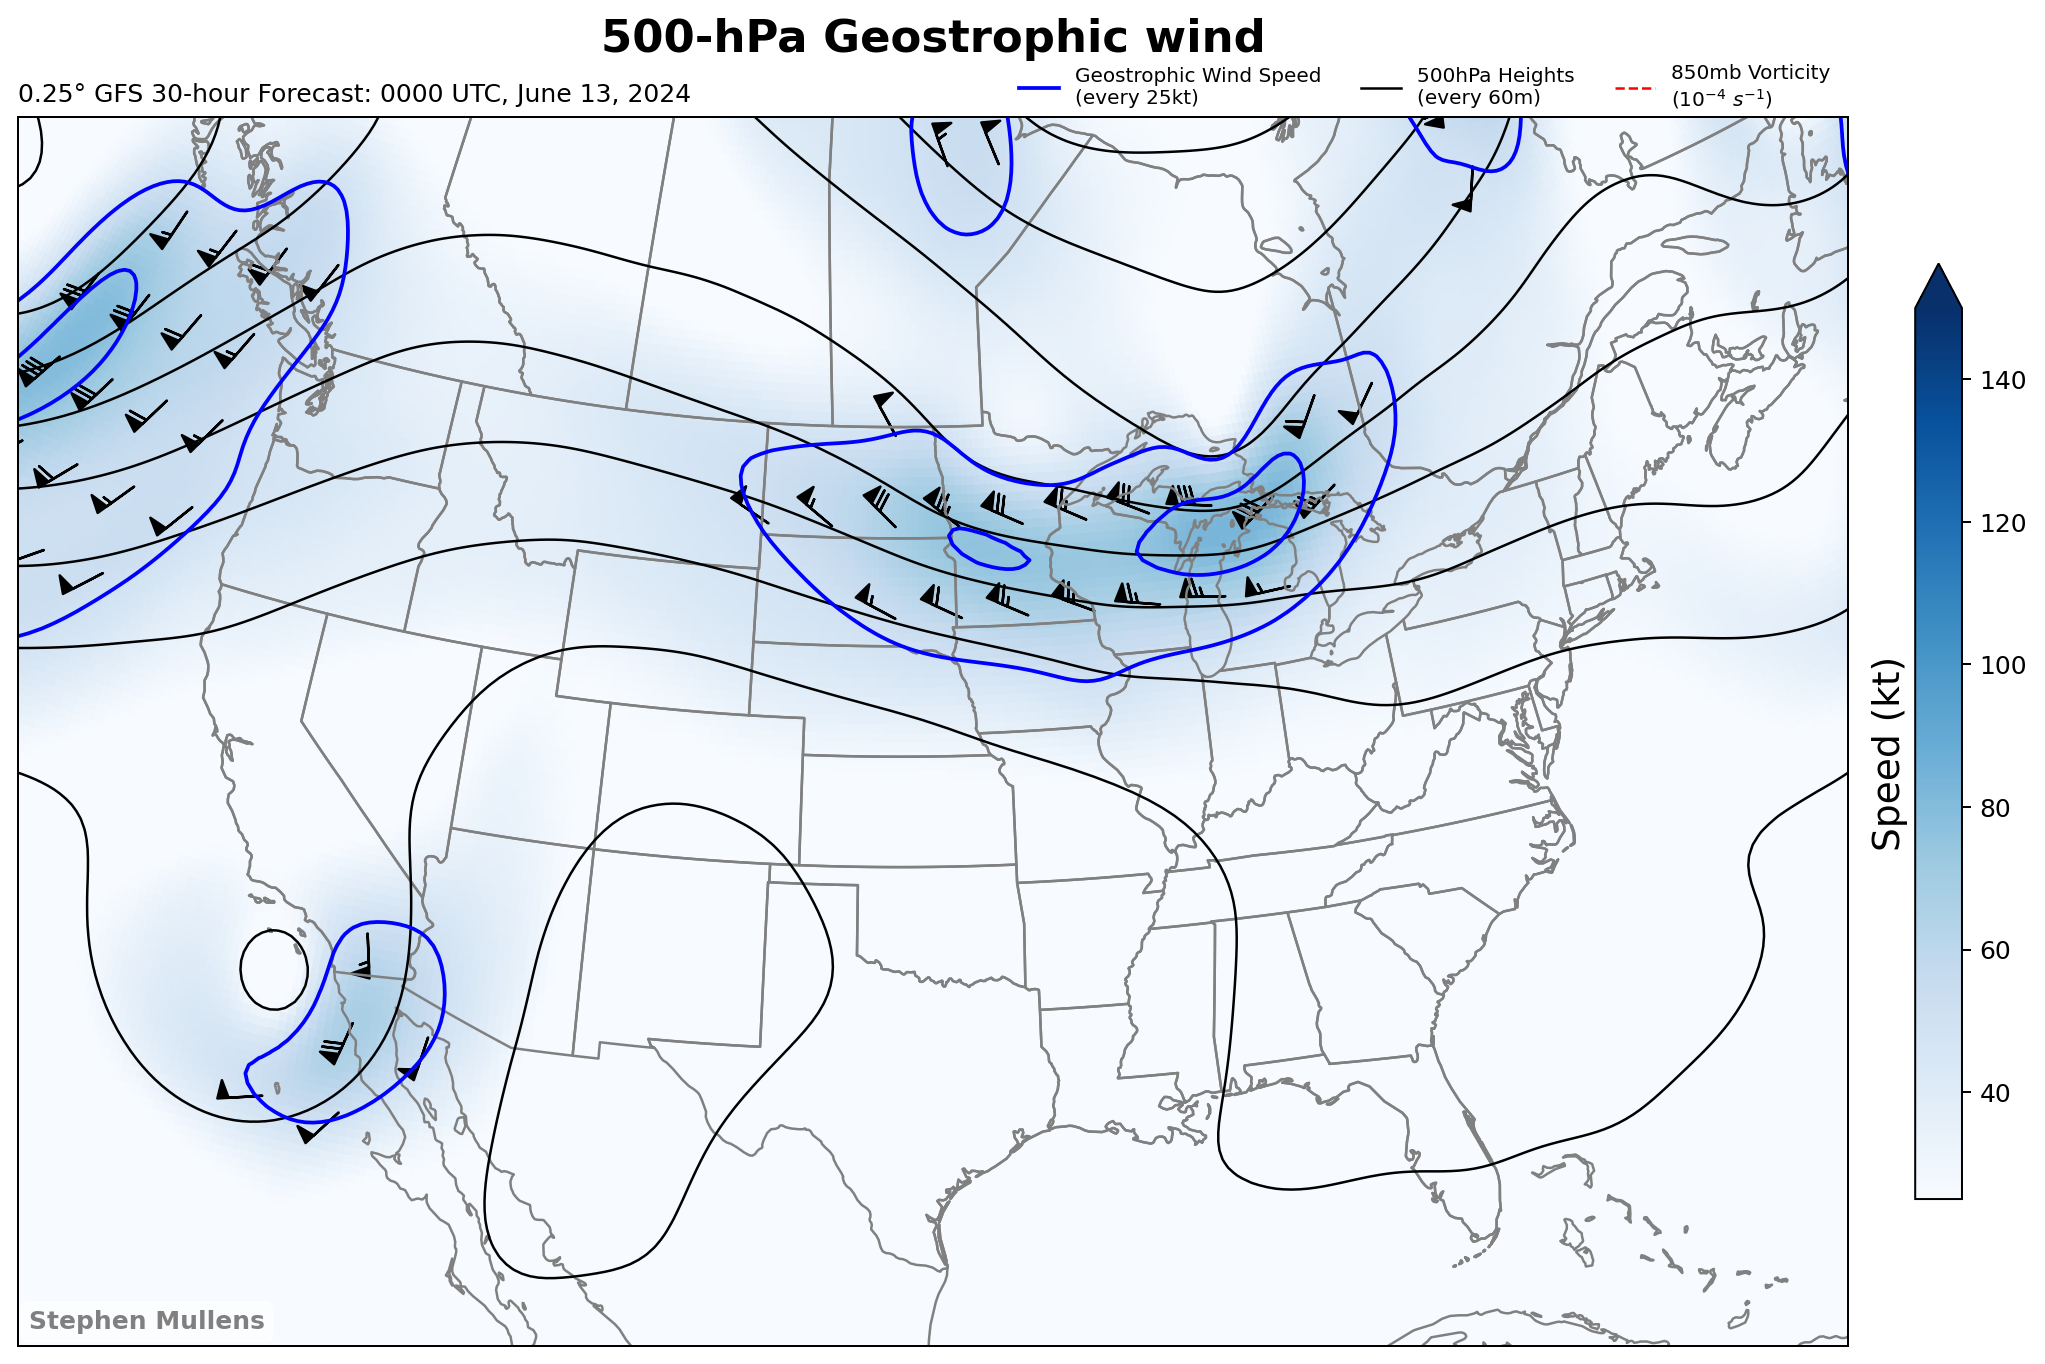 500-hPa Geostrophic wind
0.25° GFS 30-hour Forecast: 0000 UTC, June 13, 2024
Geostrophic Wind Speed
(every 25kt)
500hPa Heights
(every 60m)
850mb Vorticity
(10⁻⁴ s⁻¹)
140
120
100
80
60
40
Speed (kt)
Stephen Mullens